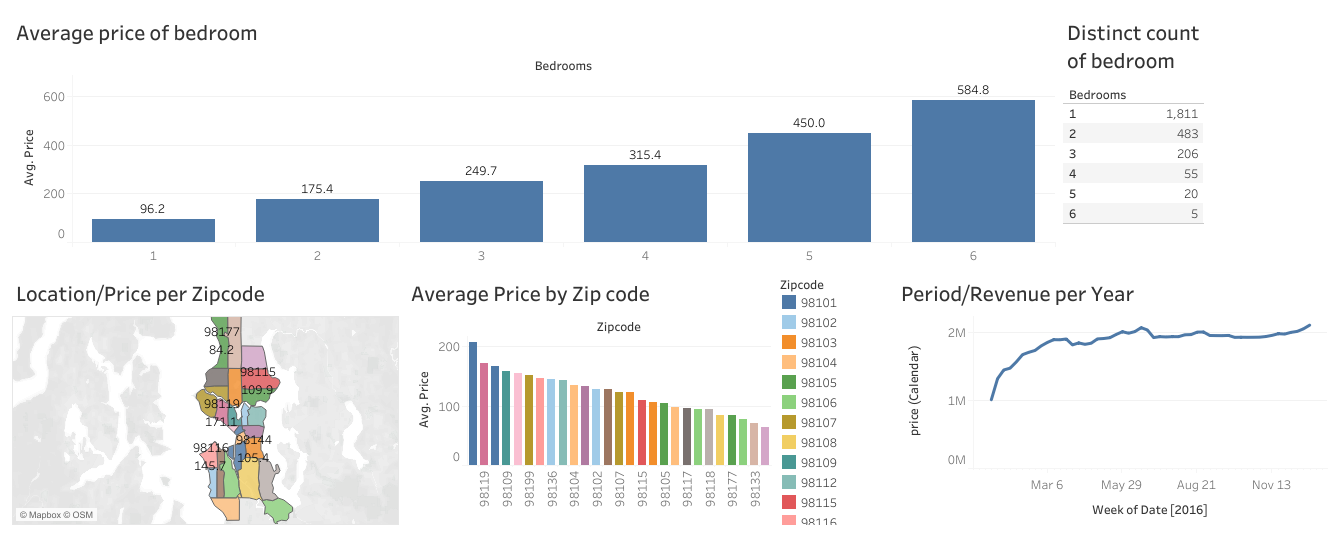 Average price of bedroom
Bedrooms
Avg. Price
600
400
200
0
96.2
175.4
249.7
315.4
450.0
584.8
1
2
3
4
5
6
Distinct count
of bedroom
Bedrooms
1 1,811
2 483
3 206
4 55
5 20
6 5
Location/Price per Zipcode
98177
84.2
98115
109.9
98119
171.1
98144
105.4
98116
145.7
© Mapbox © OSM
Average Price by Zip code
Zipcode
Avg. Price
200
100
0
98119
98109
98199
98136
98104
98102
98107
98115
98105
98117
98118
98177
98133
Zipcode
98101
98102
98103
98104
98105
98106
98107
98108
98109
98112
98115
98116
Period/Revenue per Year
price (Calendar)
2M
1M
0M
Mar 6
May 29
Aug 21
Nov 13
Week of Date [2016]